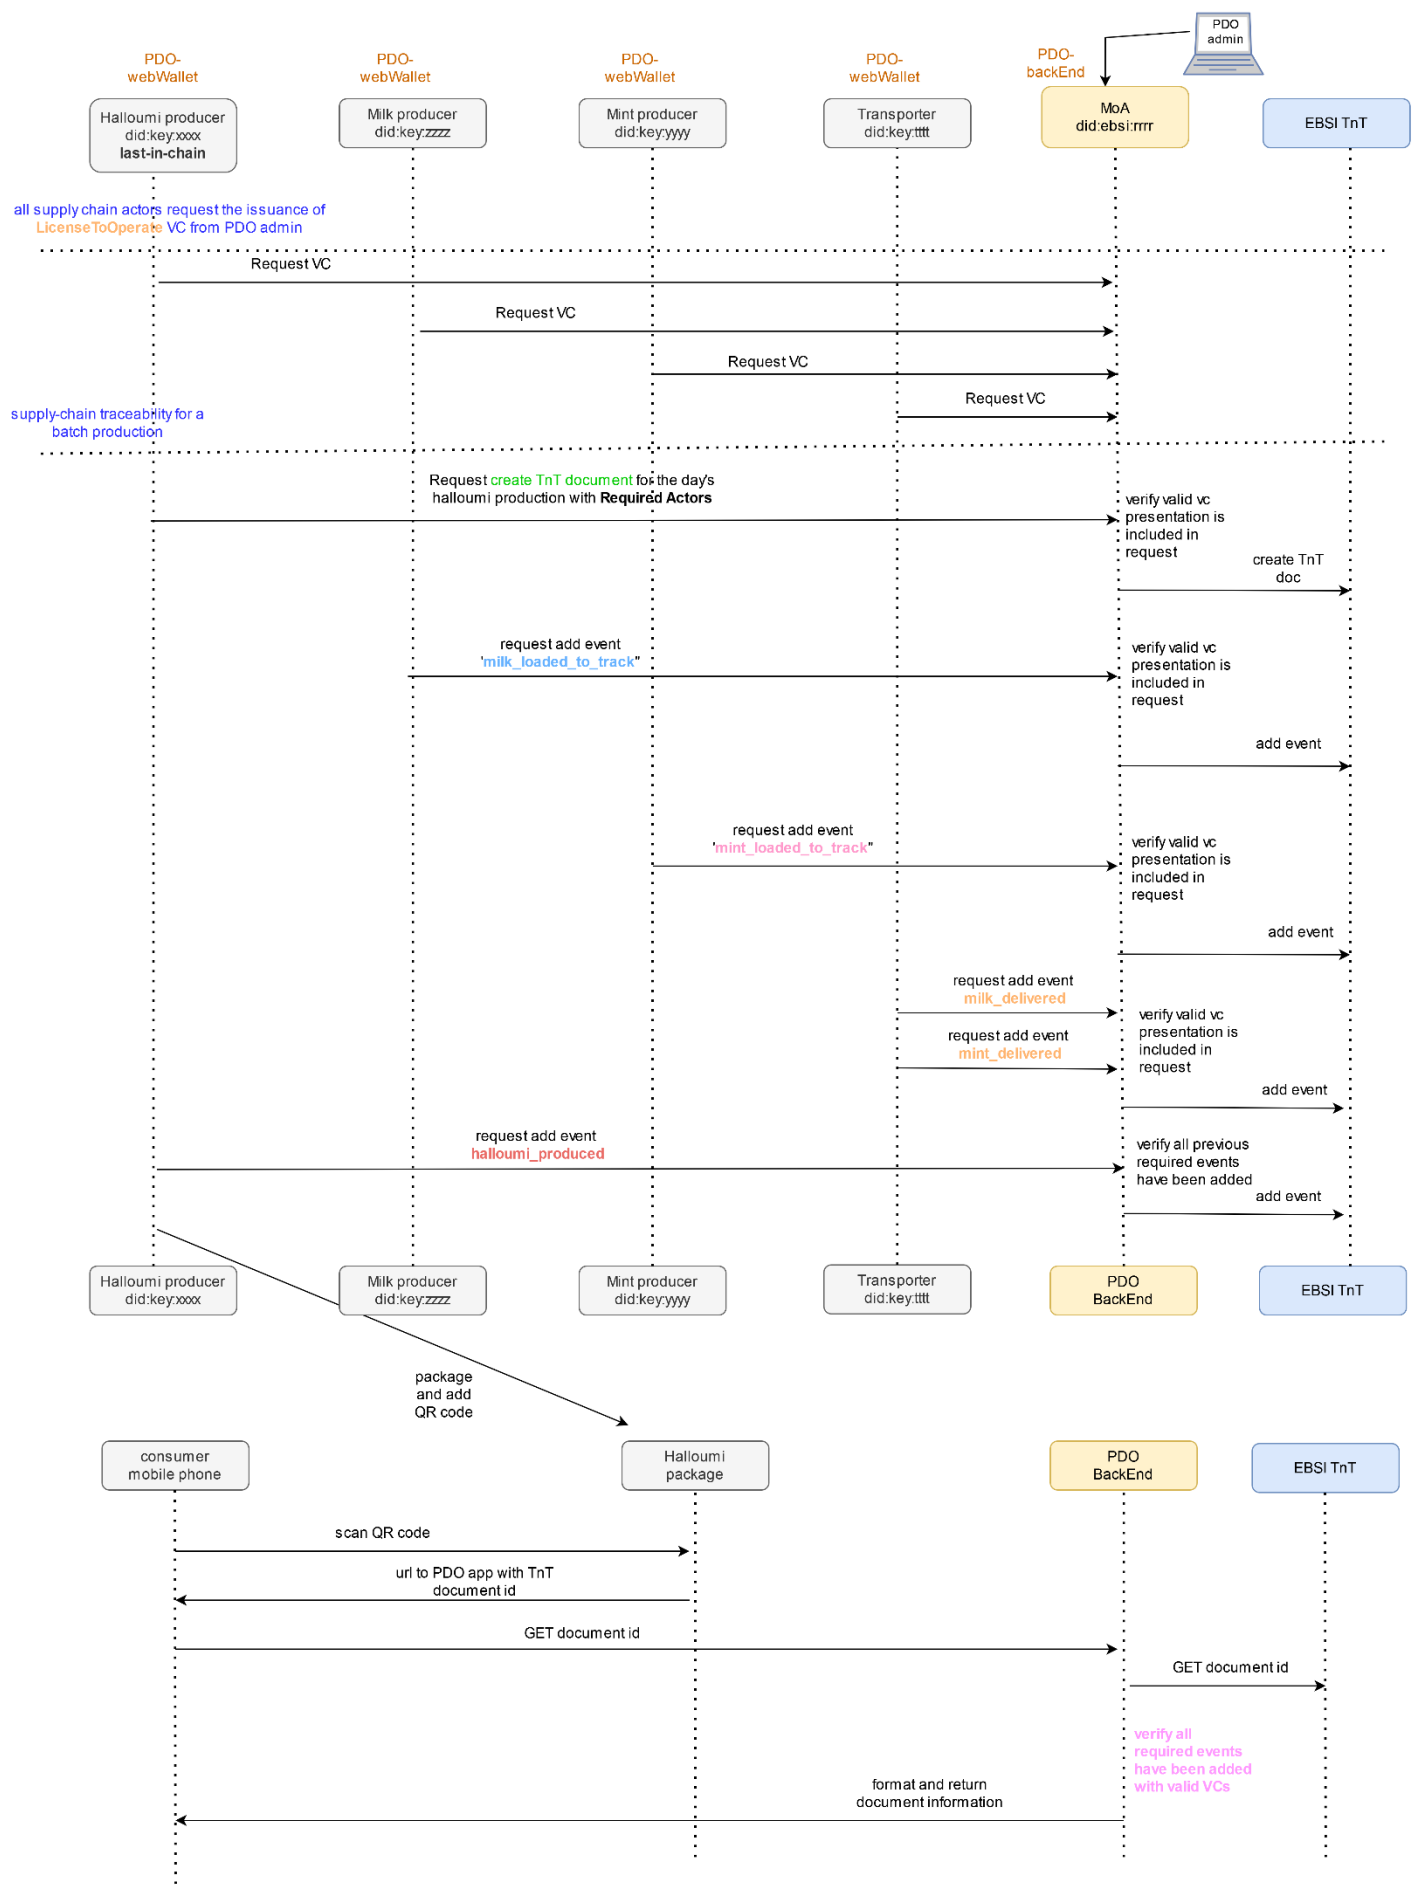 PDO
admin
PDO-
webWallet
PDO-
webWallet
PDO-
webWallet
PDO-
webWallet
PDO-
backEnd
Halloumi producer
did:key:xxxx
last-in-chain
Milk producer
did:key:zzzz
Mint producer
did:key:yyyy
Transporter
did:key:tttt
MoA
did:ebsi:rrrr
EBSI TnT
all supply chain actors request the issuance of
LicenseToOperate VC from PDO admin
Request VC
Request VC
Request VC
Request VC
supply-chain traceability for a
batch production
Request create TnT document for the day's
halloumi production with Required Actors
verify valid vc
presentation is
included in
request
create TnT
doc
request add event
'milk_loaded_to_track"
verify valid vc
presentation is
included in
request
add event
request add event
'mint_loaded_to_track"
verify valid vc
presentation is
included in
request
add event
request add event
milk_delivered
request add event
mint_delivered
verify valid vc
presentation is
included in
request
add event
request add event
halloumi_produced
verify all previous
required events
have been added
add event
Halloumi producer
did:key:xxxx
Milk producer
did:key:zzzz
Mint producer
did:key:yyyy
Transporter
did:key:tttt
PDO
BackEnd
EBSI TnT
package
and add
QR code
consumer
mobile phone
Halloumi
package
PDO
BackEnd
EBSI TnT
scan QR code
url to PDO app with TnT
document id
GET document id
GET document id
verify all
required events
have been added
with valid VCs
format and return
document information